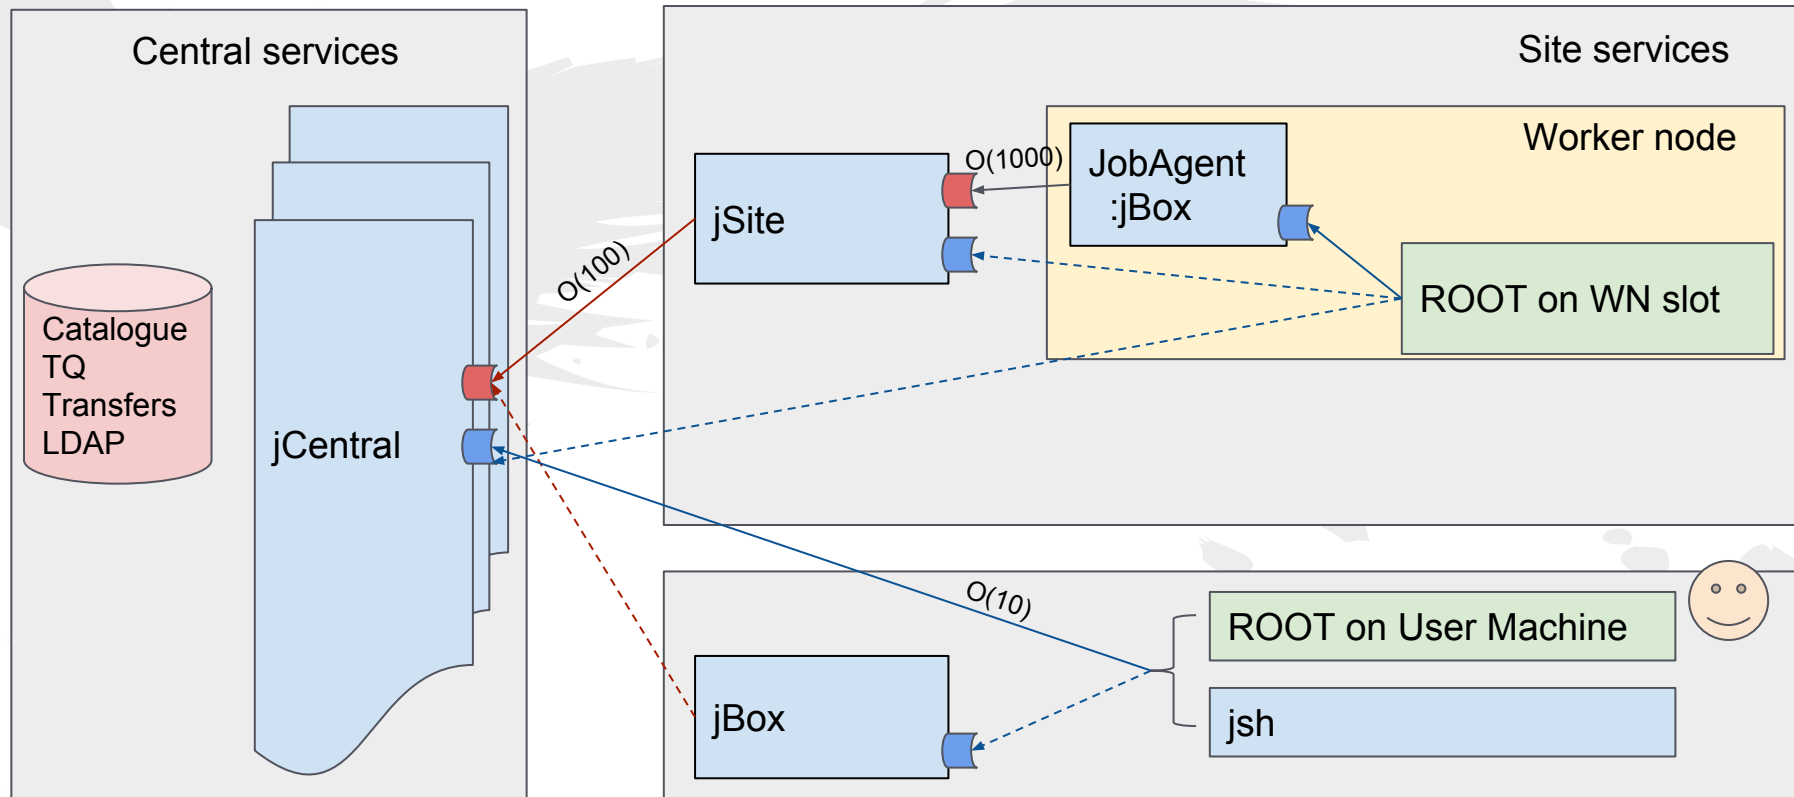 Central services
Catalogue
TQ
Transfers
LDAP
jCentral
O(100)
Site services
jSite
O(1000)
Worker node
JobAgent
:jBox
ROOT on WN slot
O(10)
jBox
ROOT on User Machine
jsh